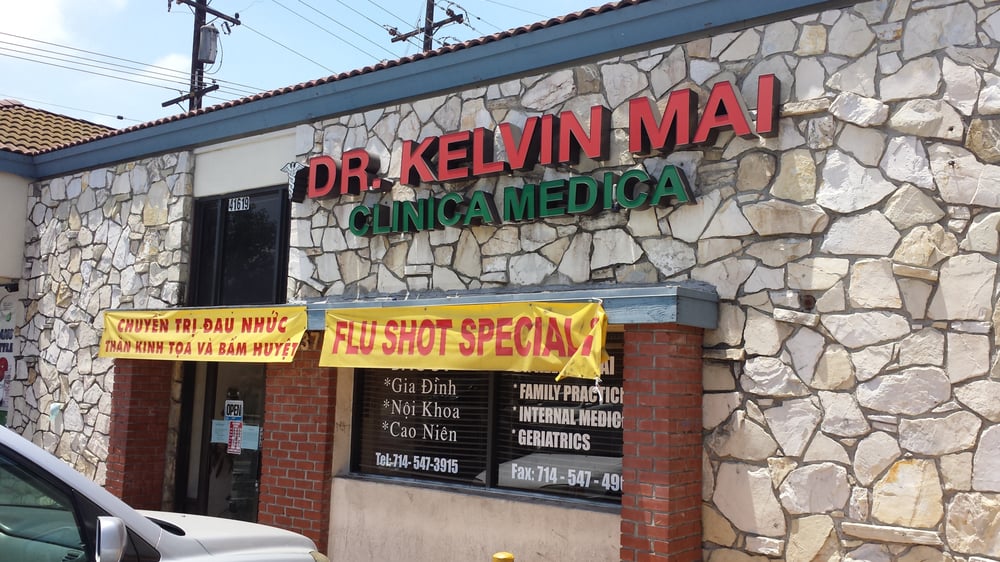 DR. KELVIN MAI
CLINICA MEDICA
41619
CHUYÊN TRỊ ĐAU NHỨC
THẦN KINH TỌA VÀ BẤM HUYỆT
FLU SHOT SPECIAL
*Gia Đình
*Nội Khoa
*Cao Niên
Tel: 714-547-3915
* FAMILY PRACTIC
* INTERNAL MEDIC
* GERIATRICS
Fax: 714 - 547 - 49
OPEN